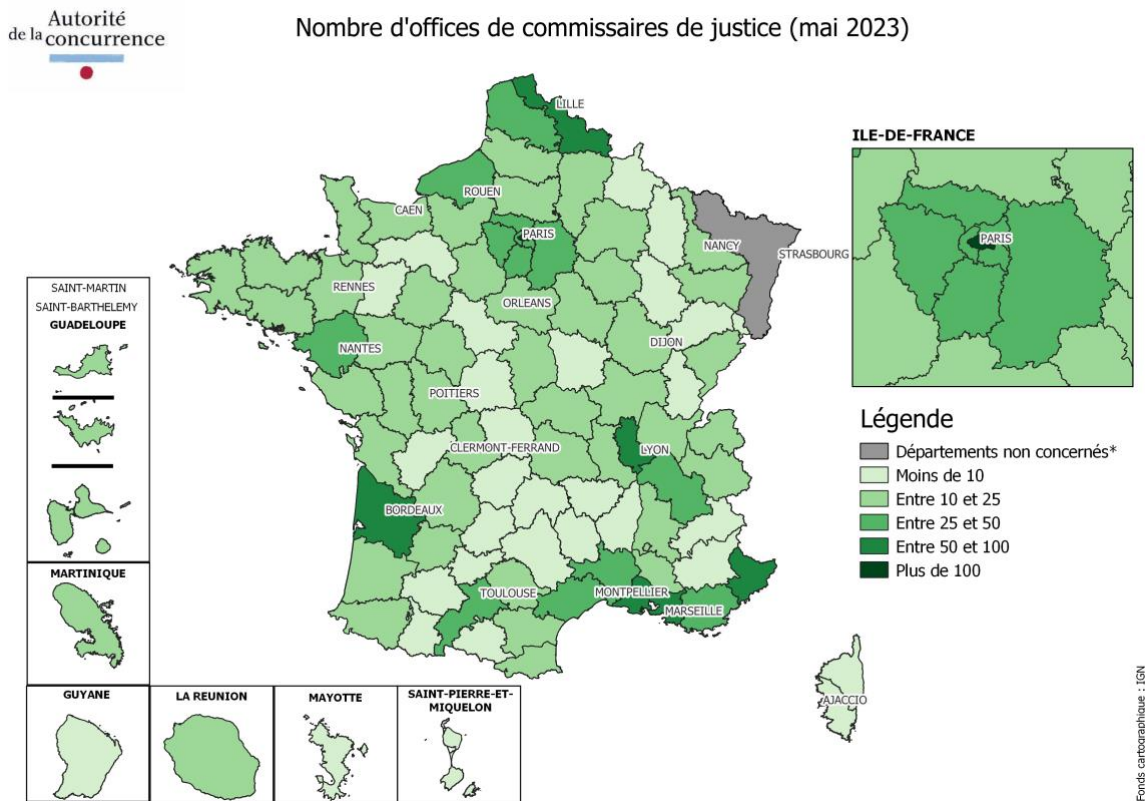 Autorité
de la concurrence
Nombre d'offices de commissaires de justice (mai 2023)
LILLE
ILE-DE-FRANCE
ROUEN
CAEN
PARIS
NANCY
STRASBOURG
PARIS
SAINT-MARTIN
SAINT-BARTHELEMY
GUADELOUPE
RENNES
ORLEANS
NANTES
DIJON
POITIERS
CLERMONT-FERRAND
LYON
BORDEAUX
TOULOUSE
MONTPELLIER
MARSEILLE
AJACCIO
Légende
Départements non concernés*
Moins de 10
Entre 10 et 25
Entre 25 et 50
Entre 50 et 100
Plus de 100
MARTINIQUE
GUYANE
LA REUNION
MAYOTTE
SAINT-PIERRE-ET-
MIQUELON
Fonds cartographique : IGN